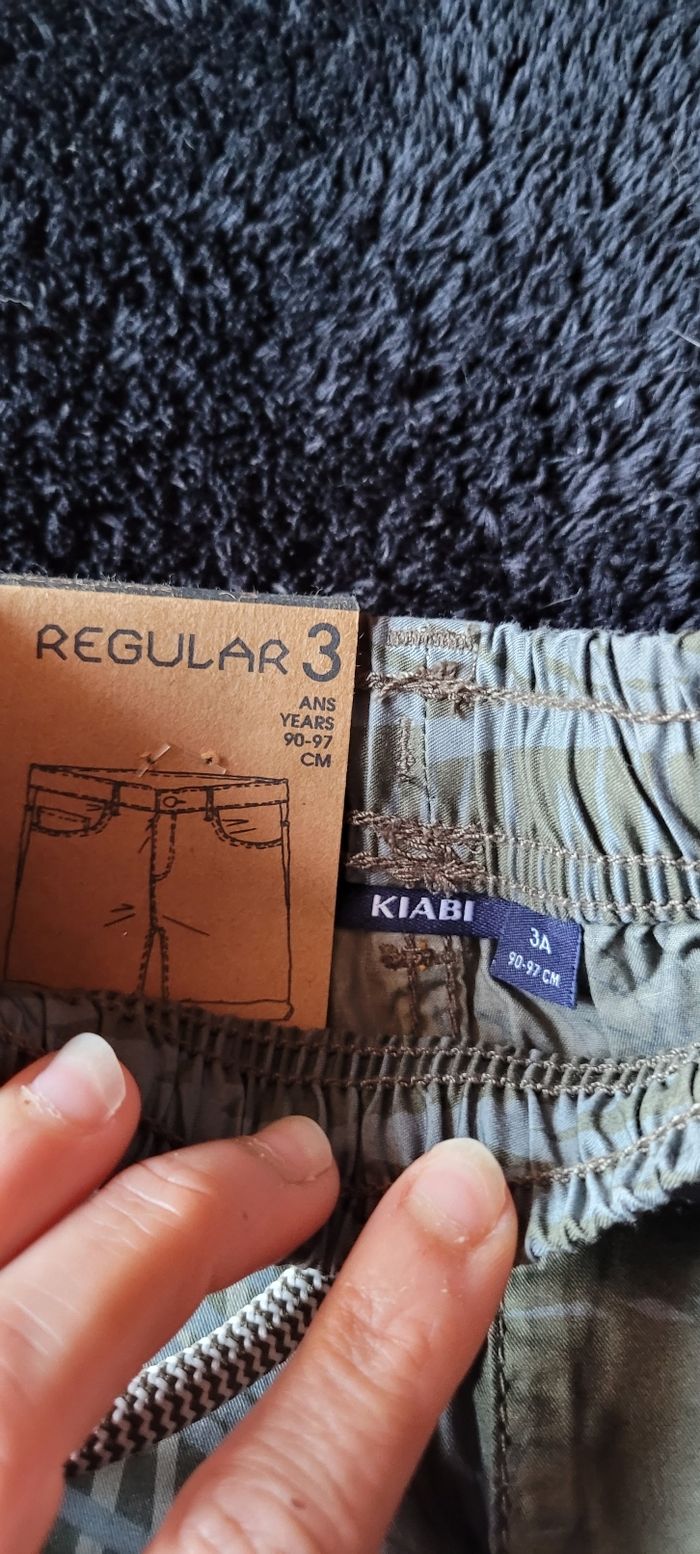 REGULAR 3
ANS
YEARS
90-97
CM
KIABI
3A
90-97 CM